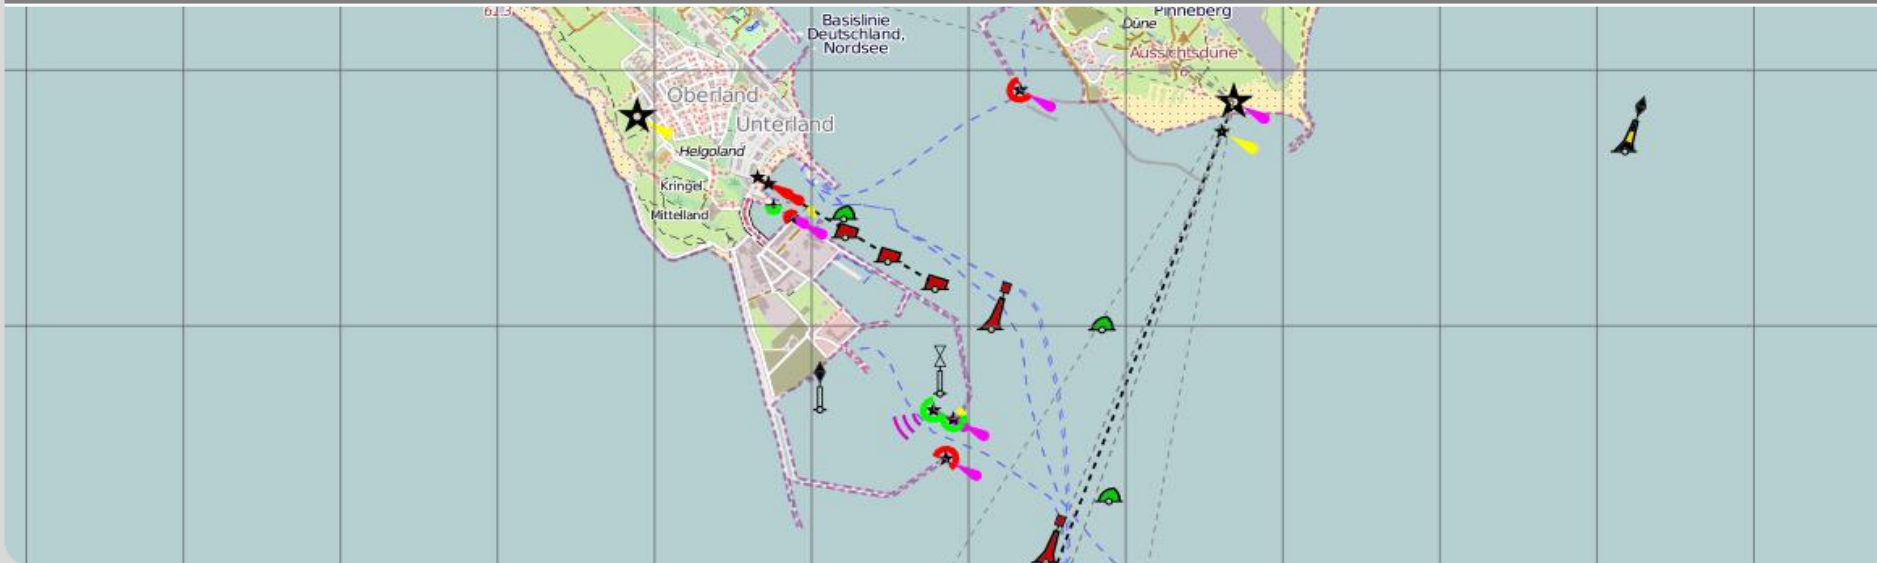 61.3
Basislinie
Deutschland,
Nordsee
Pinneberg
Düne
Aussichtsdüne
Oberland
Unterland
Helgoland
Kringel
Mittelland